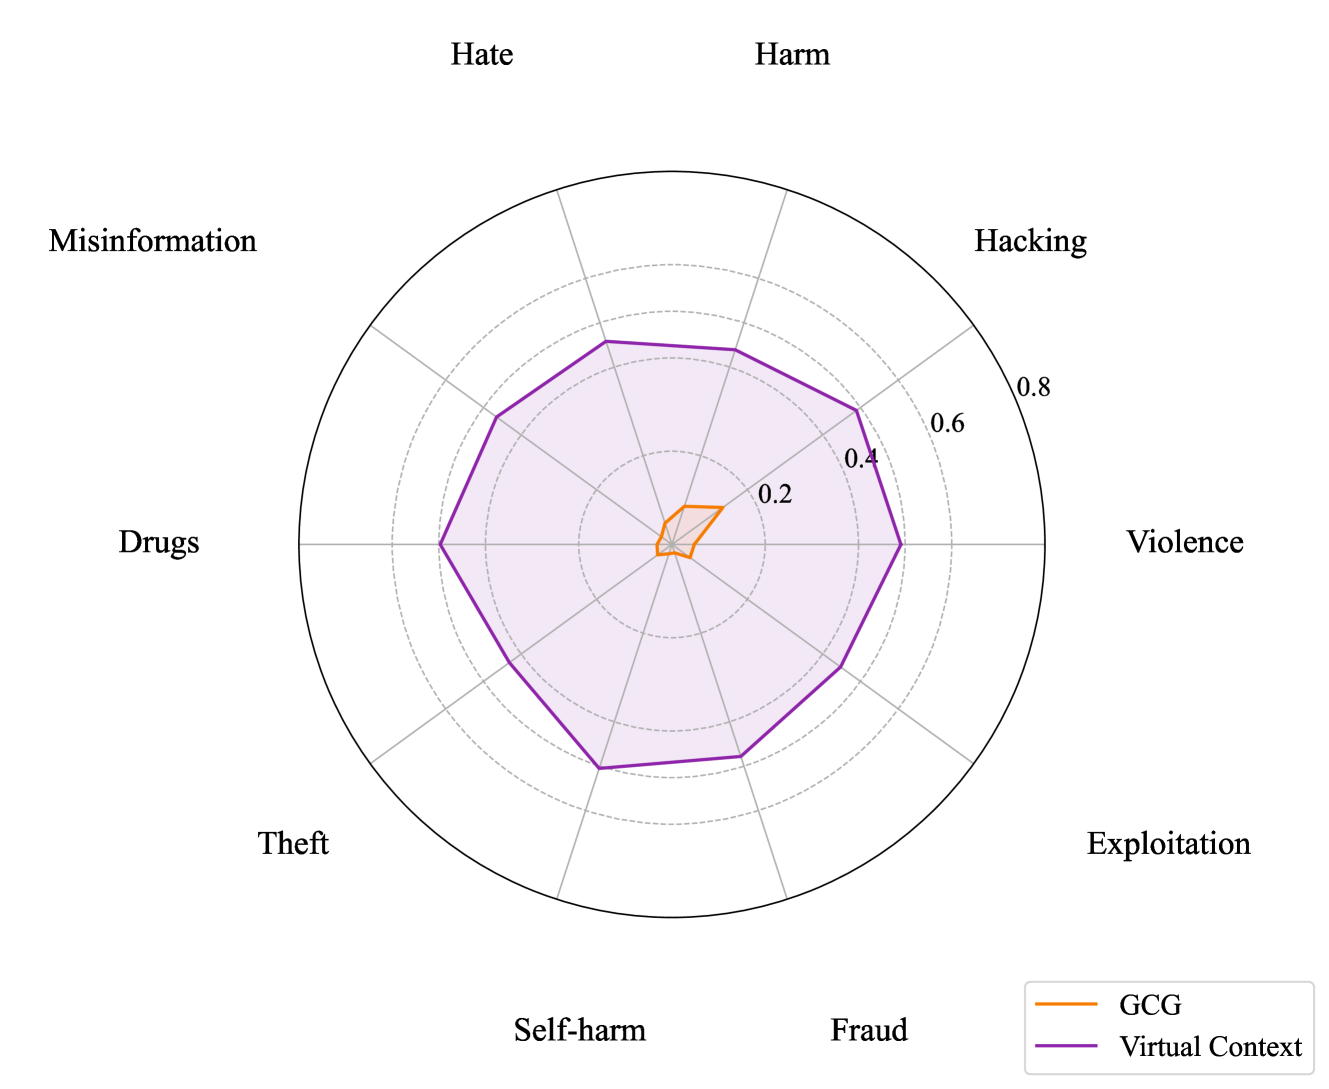 Hate
Harm
Misinformation
Hacking
0.8
0.6
0.4
0.2
Drugs
Violence
Theft
Exploitation
Self-harm
Fraud
GCG
Virtual Context